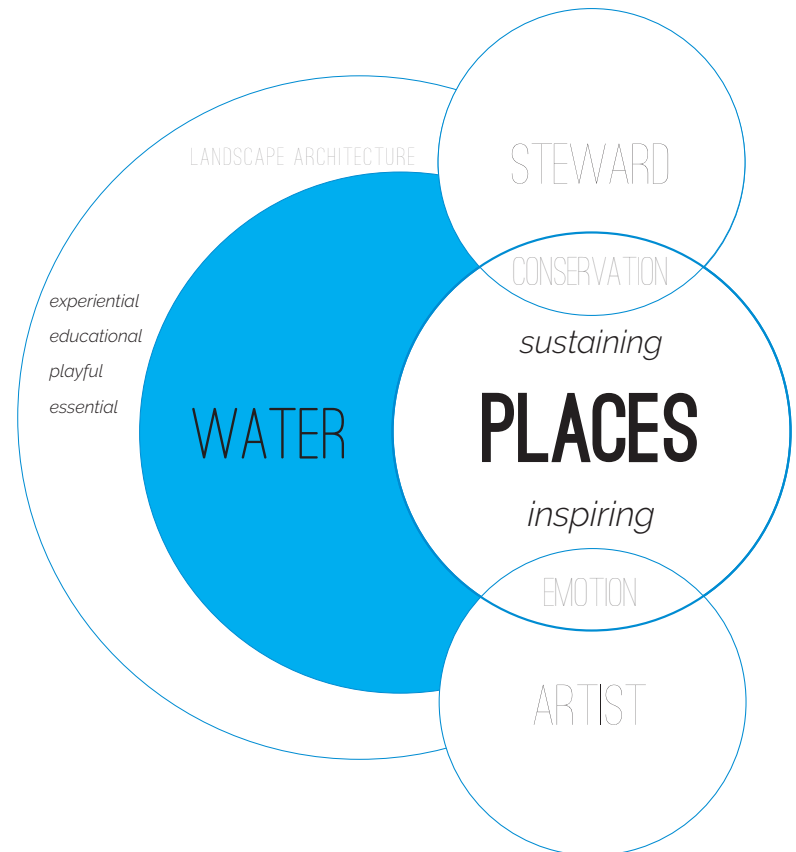 STEWARD
LANDSCAPE ARCHITECTURE
CONSERVATION
experiential
educational
playful
essential
sustaining
WATER
PLACES
inspiring
EMOTION
ARTIST